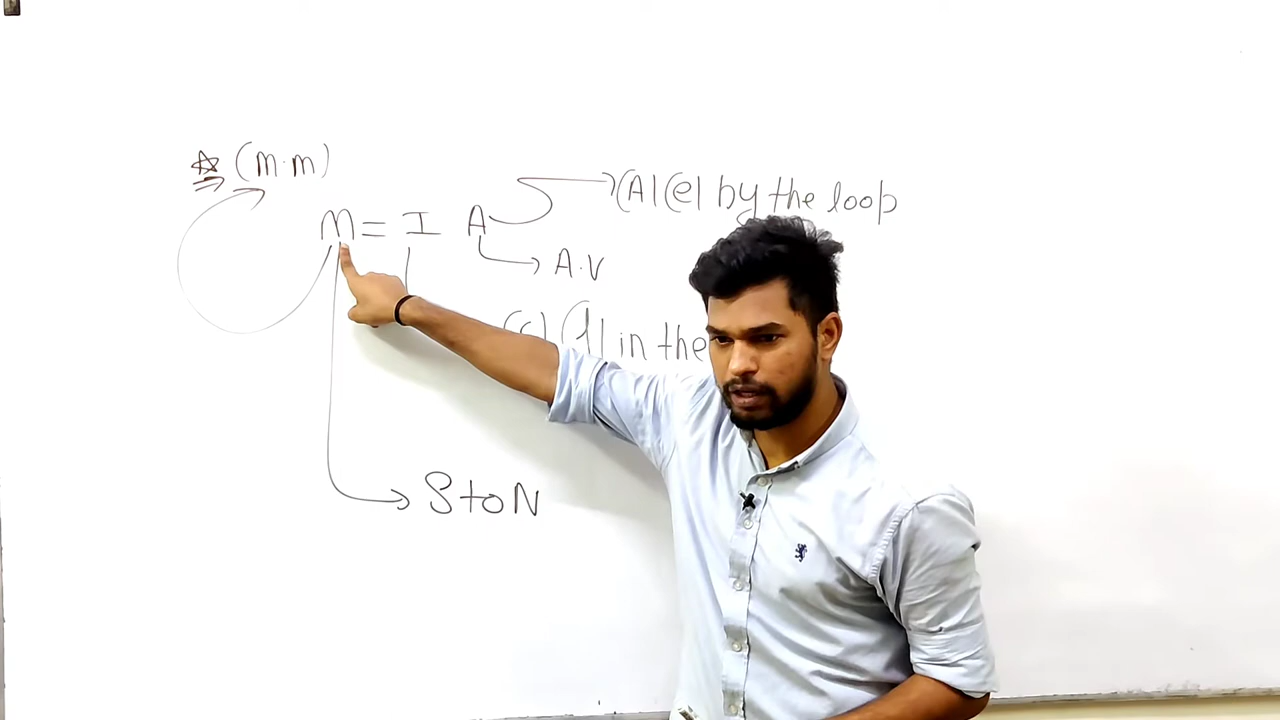 (m.m)
M = I A
(A) (e) by the loop
A.V
in the
S to N